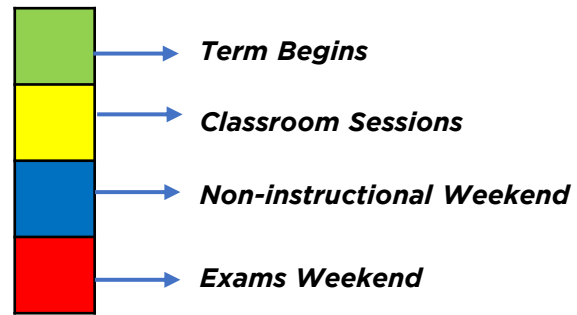 Term Begins
Classroom Sessions
Non-instructional Weekend
Exams Weekend